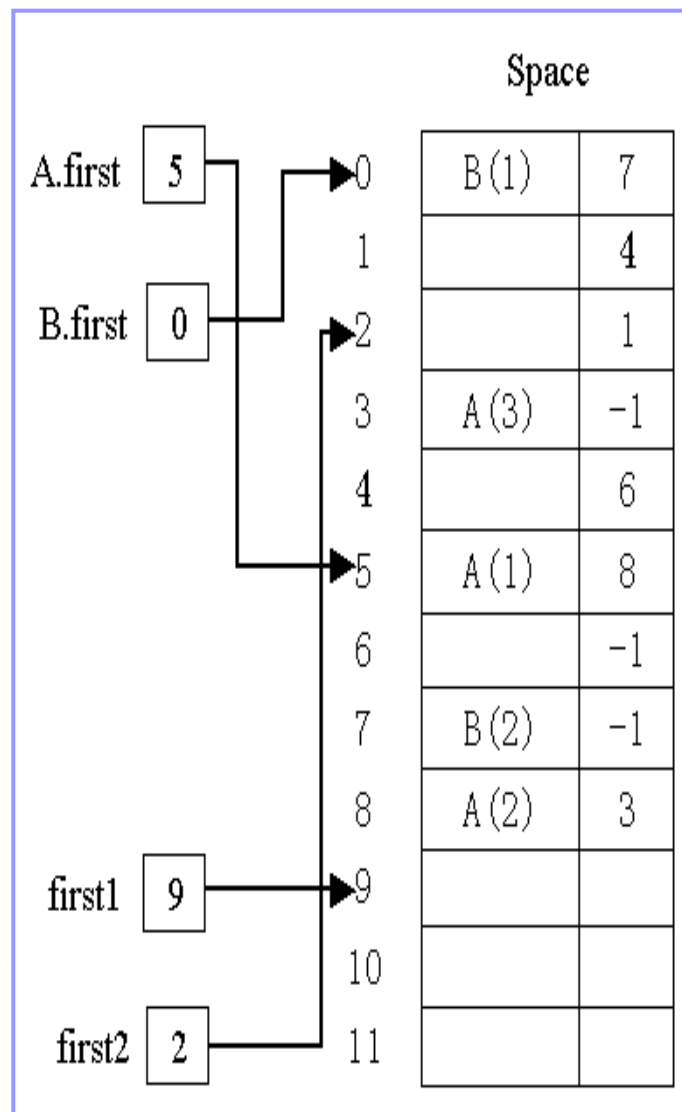 Space
A.first 5
B.first 0
first1 9
first2 2
0 B(1) 7
1 4
2 1
3 A(3) -1
4 6
5 A(1) 8
6 -1
7 B(2) -1
8 A(2) 3
9
10
11